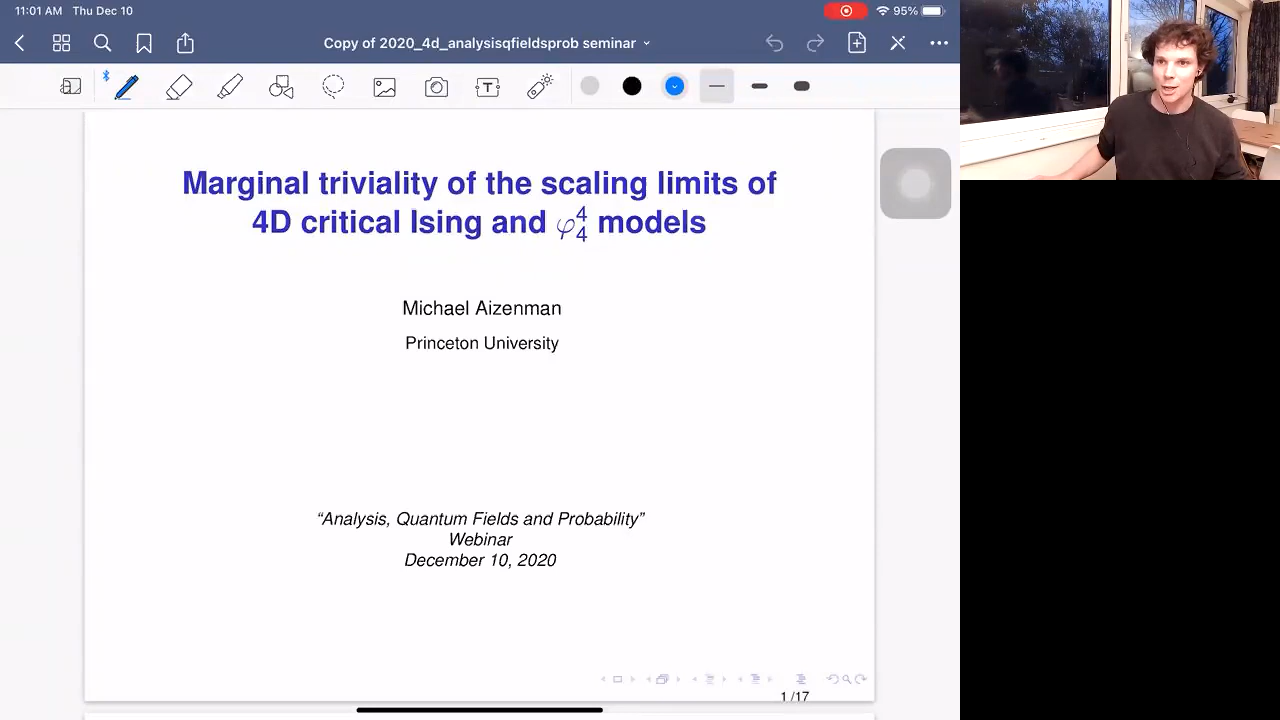 11:01 AM Thu Dec 10
95%
Copy of 2020_4d_analysisqfieldsprob seminar
T
Marginal triviality of the scaling limits of
4D critical Ising and φ⁴₄ models
Michael Aizenman
Princeton University
“Analysis, Quantum Fields and Probability”
Webinar
December 10, 2020
1 /17